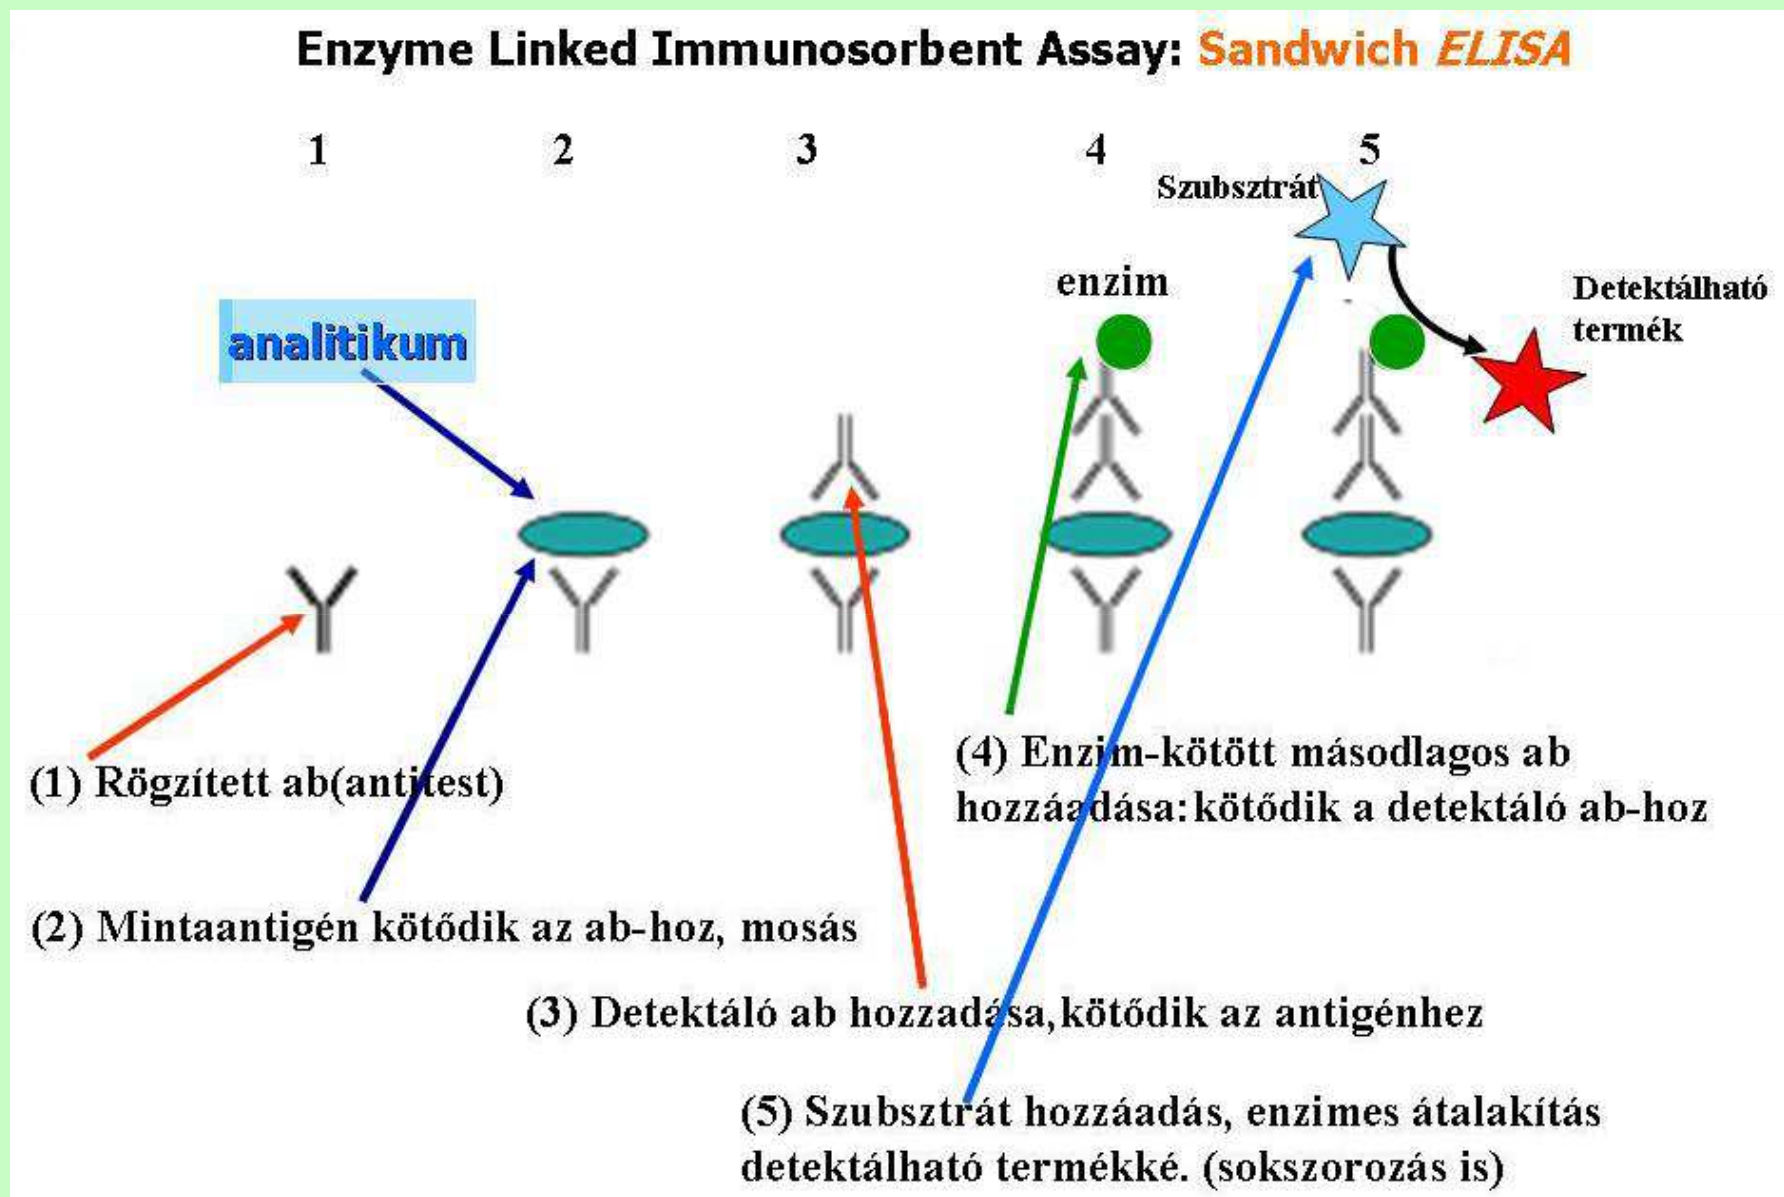 Enzyme Linked Immunosorbent Assay: Sandwich ELISA
1 2 3 4 5
Szubsztrát
enzim
Detektálható
termék
analitikum
(1) Rögzített ab(antitest)
(4) Enzim-kötött másodlagos ab
hozzáadása: kötődik a detektáló ab-hoz
(2) Mintaantigén kötődik az ab-hoz, mosás
(3) Detektáló ab hozzadása, kötődik az antigénhez
(5) Szubsztrát hozzáadás, enzimes átalakítás
detektálható termékké. (sokszorozás is)